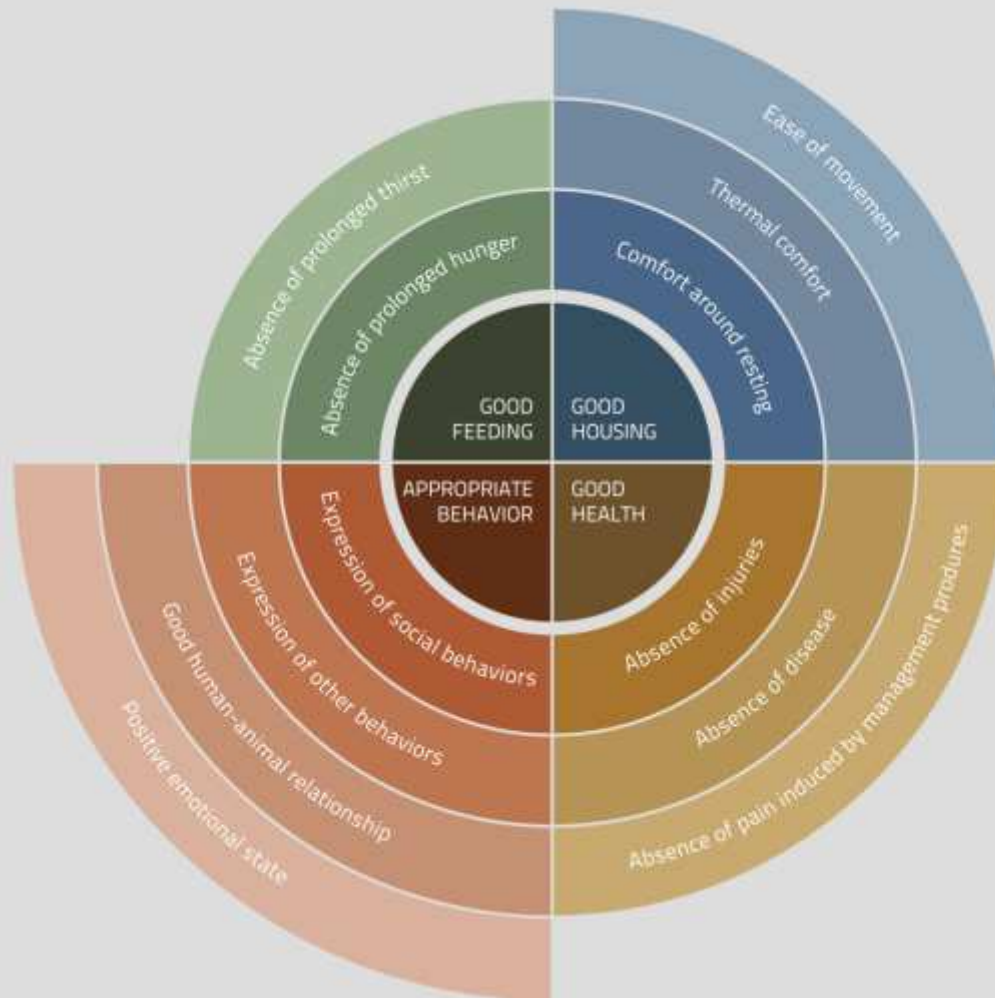 Ease of movement
Thermal comfort
Comfort around resting
Absence of prolonged thirst
Absence of prolonged hunger
GOOD
FEEDING
GOOD
HOUSING
APPROPRIATE
BEHAVIOR
GOOD
HEALTH
Expression of social behaviors
Expression of other behaviors
Good human-animal relationship
Positive emotional state
Absence of injuries
Absence of disease
Absence of pain induced by management produres